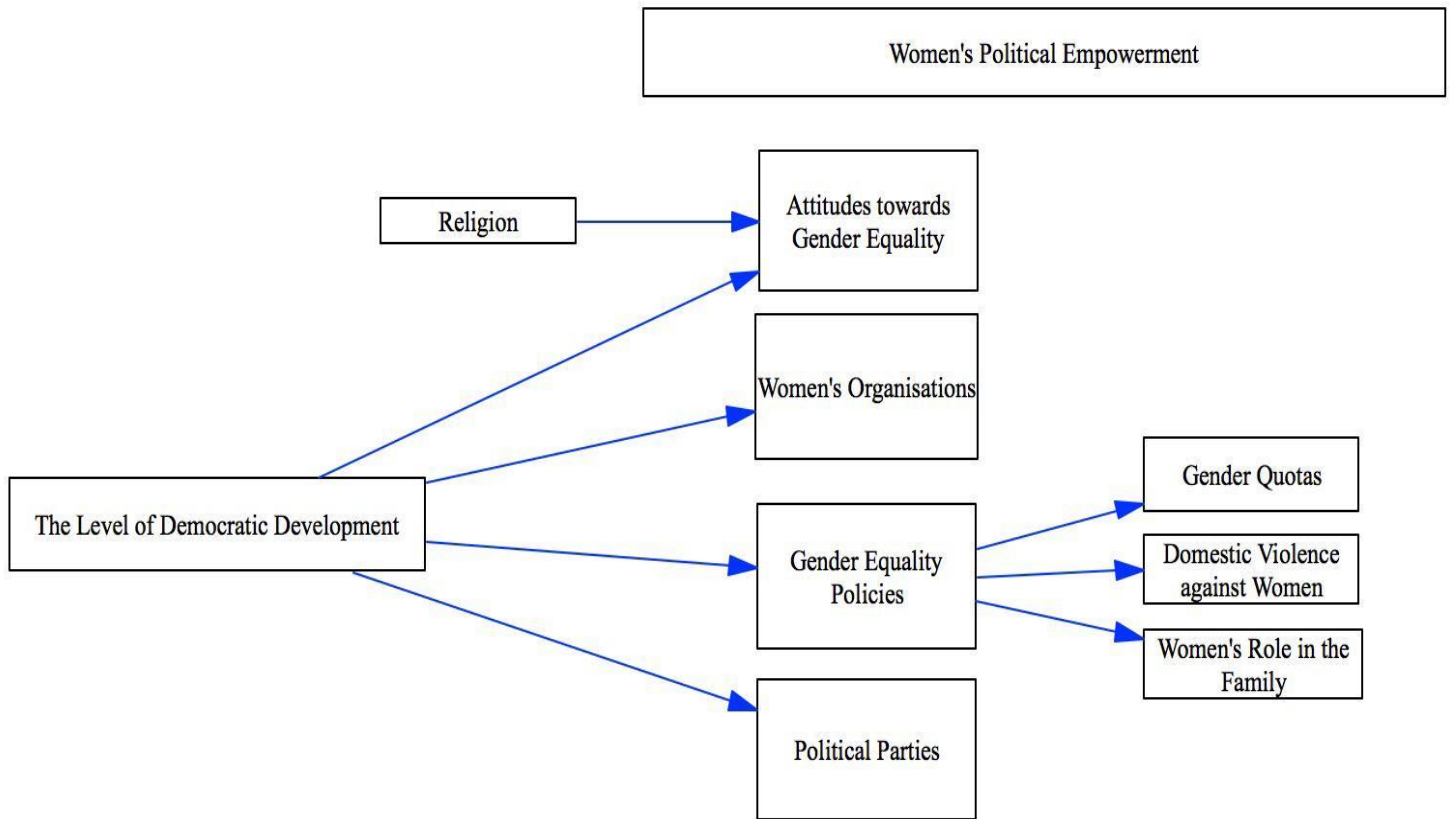 Women's Political Empowerment
Religion
Attitudes towards
Gender Equality
Women's Organisations
The Level of Democratic Development
Gender Equality
Policies
Gender Quotas
Domestic Violence
against Women
Women's Role in the
Family
Political Parties